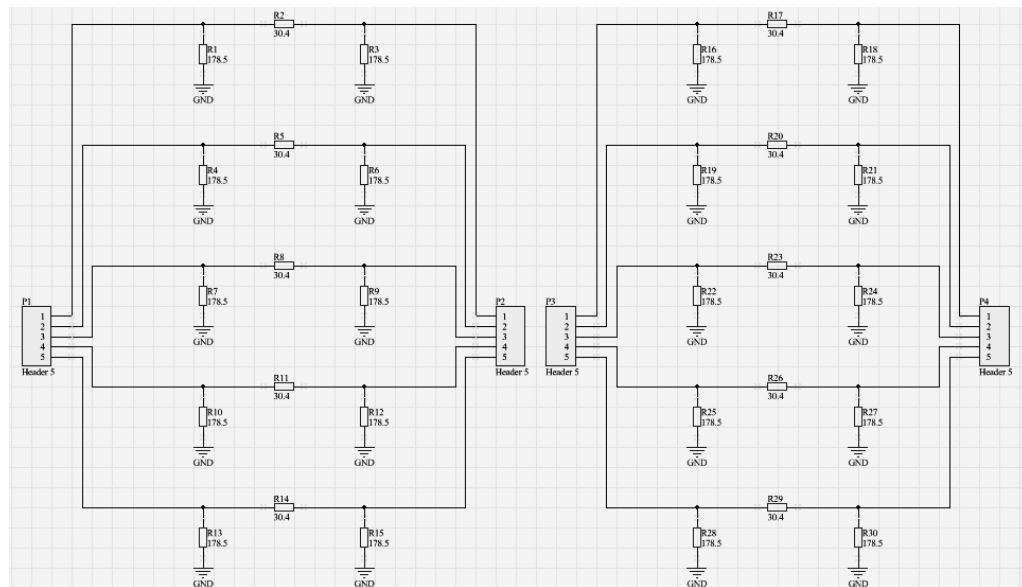 R2
30.4
R1
178.5
GND
R3
178.5
GND
R5
30.4
R4
178.5
GND
R6
178.5
GND
R8
30.4
R7
178.5
GND
R9
178.5
GND
P1
1
2
3
4
5
Header 5
P2
1
2
3
4
5
Header 5
R11
30.4
R10
178.5
GND
R12
178.5
GND
R14
30.4
R13
178.5
GND
R15
178.5
GND
R17
30.4
R16
178.5
GND
R18
178.5
GND
R20
30.4
R19
178.5
GND
R21
178.5
GND
R23
30.4
R22
178.5
GND
R24
178.5
GND
P3
1
2
3
4
5
Header 5
P4
1
2
3
4
5
Header 5
R26
30.4
R25
178.5
GND
R27
178.5
GND
R29
30.4
R28
178.5
GND
R30
178.5
GND